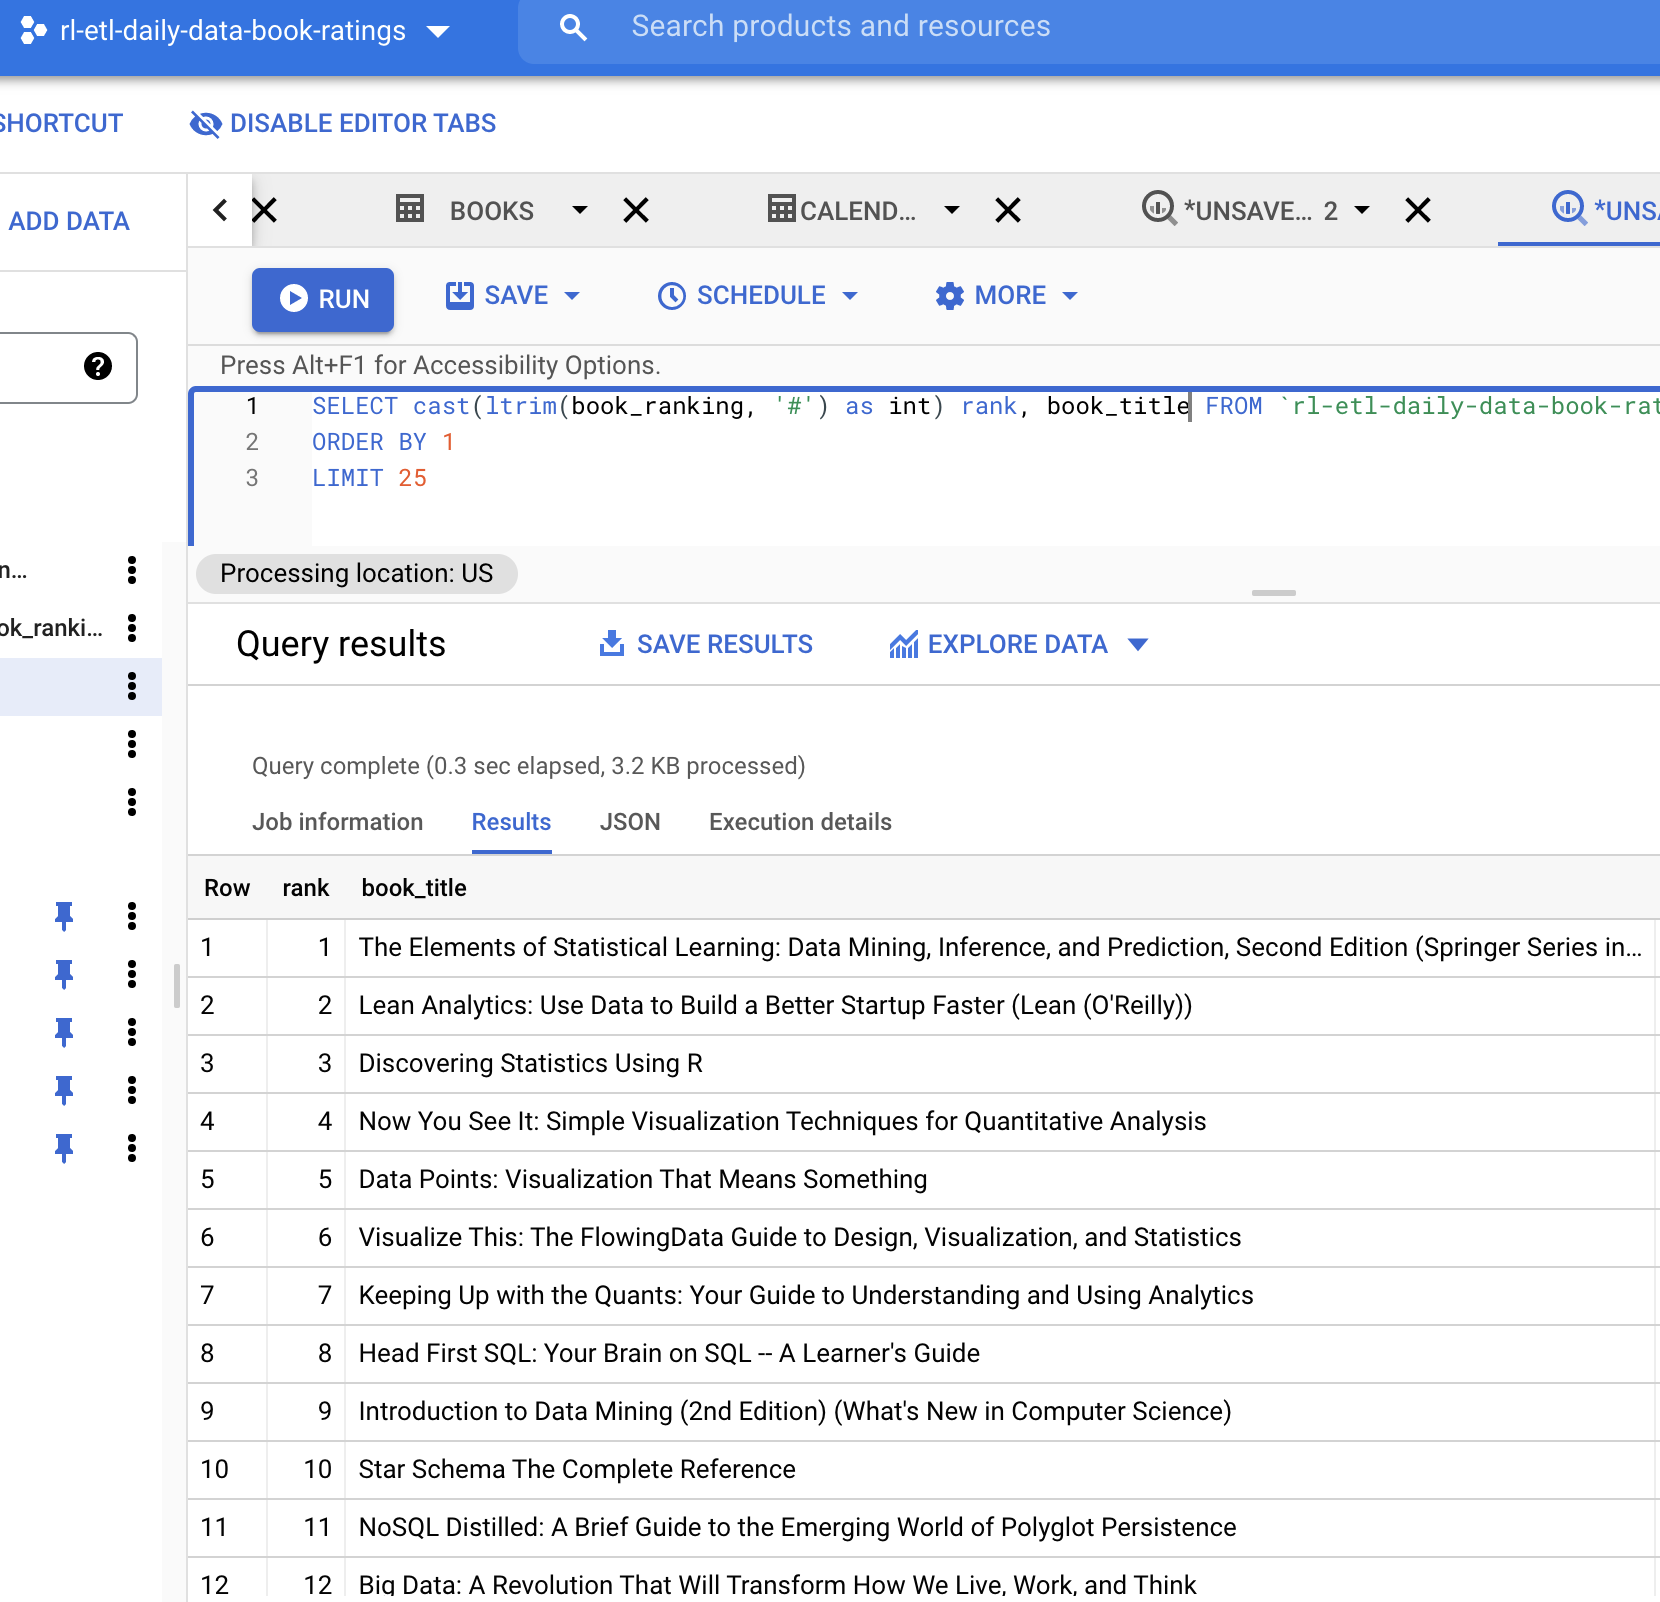 rl-etl-daily-data-book-ratings
Search products and resources
SHORTCUT
DISABLE EDITOR TABS
ADD DATA
BOOKS
CALEND...
*UNSAVE... 2
*UNSA
RUN
SAVE
SCHEDULE
MORE
Press Alt+F1 for Accessibility Options.
1 SELECT cast(ltrim(book_ranking, '#') as int) rank, book_title FROM `rl-etl-daily-data-book-rat
2 ORDER BY 1
3 LIMIT 25
n...
ok_ranki...
Processing location: US
Query results
SAVE RESULTS
EXPLORE DATA
Query complete (0.3 sec elapsed, 3.2 KB processed)
Job information Results JSON Execution details
Row rank book_title
1 1 The Elements of Statistical Learning: Data Mining, Inference, and Prediction, Second Edition (Springer Series in...
2 2 Lean Analytics: Use Data to Build a Better Startup Faster (Lean (O'Reilly))
3 3 Discovering Statistics Using R
4 4 Now You See It: Simple Visualization Techniques for Quantitative Analysis
5 5 Data Points: Visualization That Means Something
6 6 Visualize This: The FlowingData Guide to Design, Visualization, and Statistics
7 7 Keeping Up with the Quants: Your Guide to Understanding and Using Analytics
8 8 Head First SQL: Your Brain on SQL -- A Learner's Guide
9 9 Introduction to Data Mining (2nd Edition) (What's New in Computer Science)
10 10 Star Schema The Complete Reference
11 11 NoSQL Distilled: A Brief Guide to the Emerging World of Polyglot Persistence
12 12 Big Data: A Revolution That Will Transform How We Live, Work, and Think